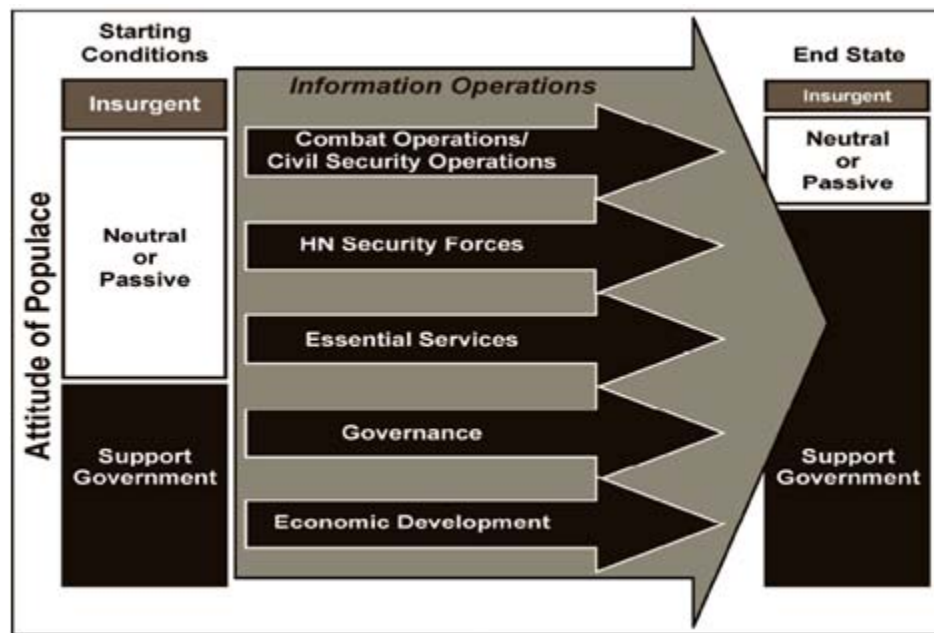 Starting
Conditions
Insurgent
Neutral
or
Passive
Support
Government
Attitude of Populace
Information Operations
Combat Operations/
Civil Security Operations
HN Security Forces
Essential Services
Governance
Economic Development
End State
Insurgent
Neutral
or
Passive
Support
Government